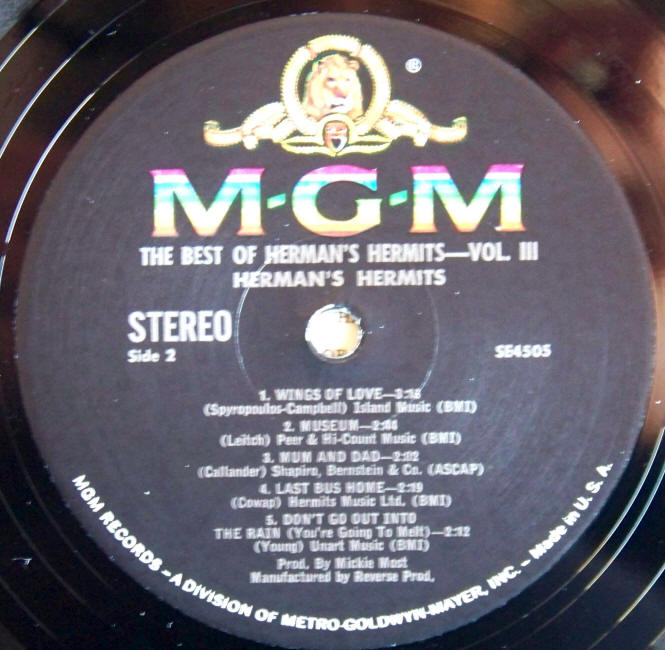 ®
M-G-M
THE BEST OF HERMAN'S HERMITS—VOL. III
HERMAN'S HERMITS
STEREO
Side 2
SE4505
1. WINGS OF LOVE—3:16
(Spyropoulos-Campbell) Island Music (BMI)
2. MUSEUM—2:44
(Leitch) Peer & Hi-Count Music (BMI)
3. MUM AND DAD—2:12
(Callander) Shapiro, Bernstein & Co. (ASCAP)
4. LAST BUS HOME—2:19
(Cowap) Hermits Music Ltd. (BMI)
5. DON'T GO OUT INTO
THE RAIN (You're Going To Melt)—2:12
(Young) Unart Music (BMI)
Prod. By Mickie Most
Manufactured by Reverse Prod.
MGM RECORDS – A DIVISION OF METRO-GOLDWYN-MAYER, INC. – Made in U. S. A.